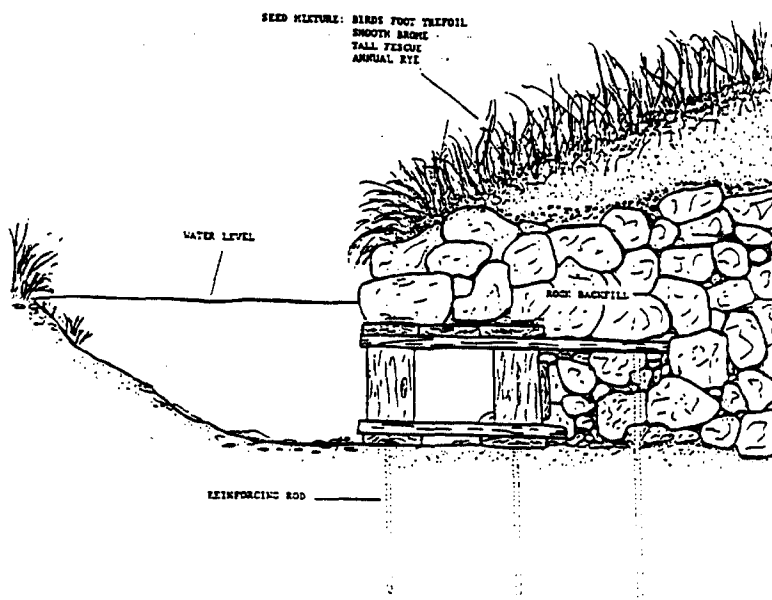 SEED MIXTURE: BIRDS FOOT TREFOIL
SMOOTH BROME
TALL FESCUE
ANNUAL RYE
WATER LEVEL
ROCK BACKFILL
REINFORCING ROD